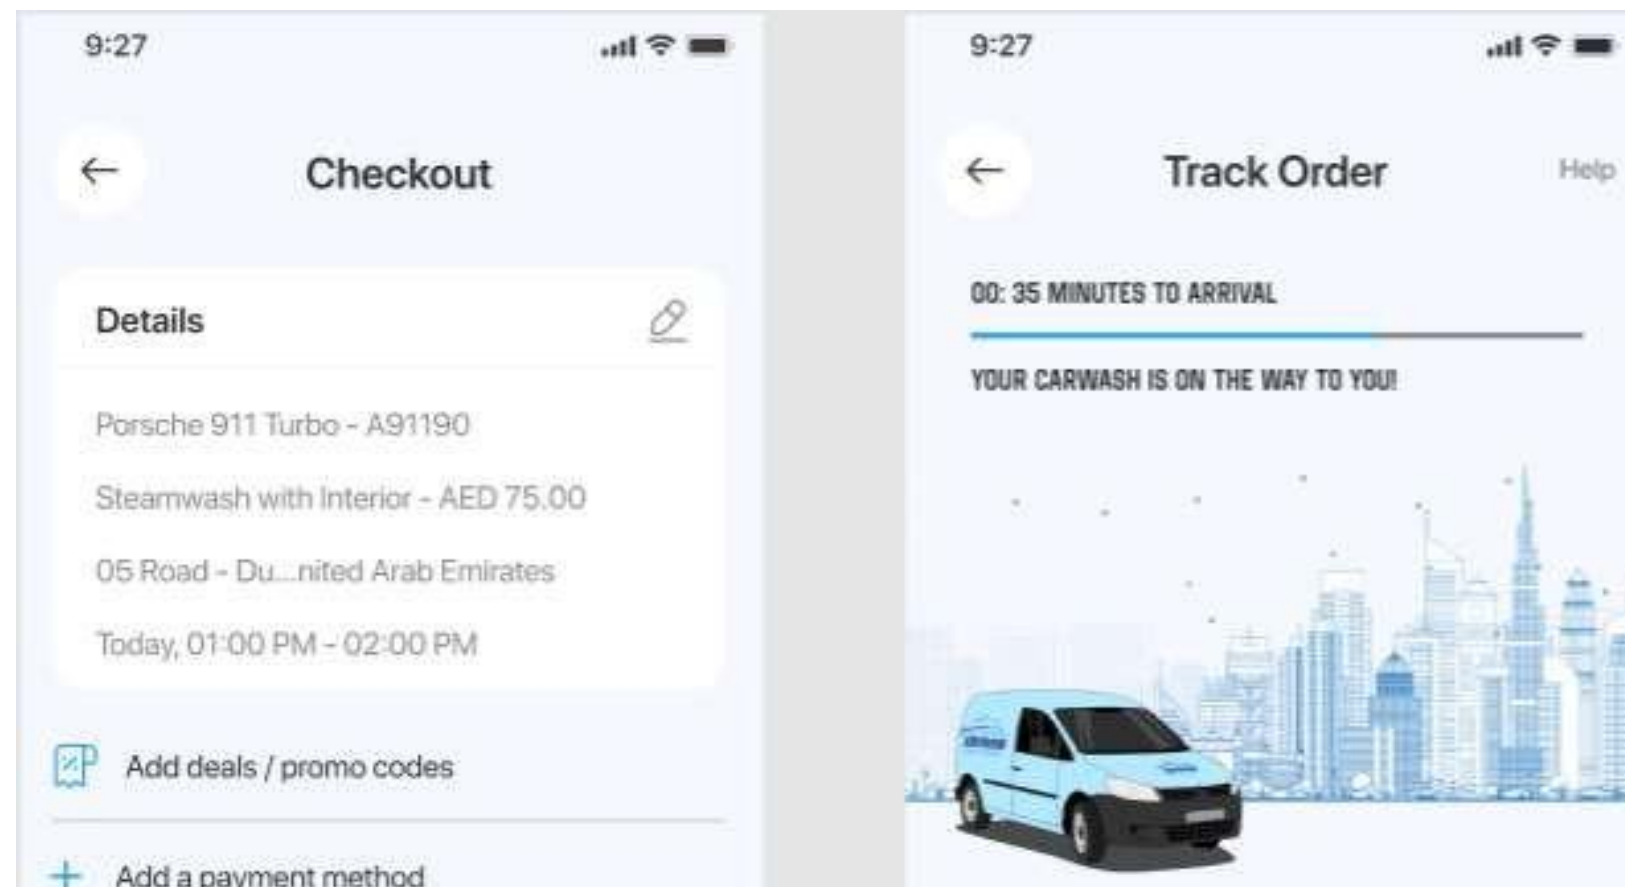 9:27
Checkout
Details
Porsche 911 Turbo - A91190
Steamwash with Interior - AED 75.00
05 Road - Du...nited Arab Emirates
Today, 01:00 PM - 02:00 PM
Add deals / promo codes
Add a payment method
9:27
Track Order
Help
00: 35 MINUTES TO ARRIVAL
YOUR CARWASH IS ON THE WAY TO YOU!